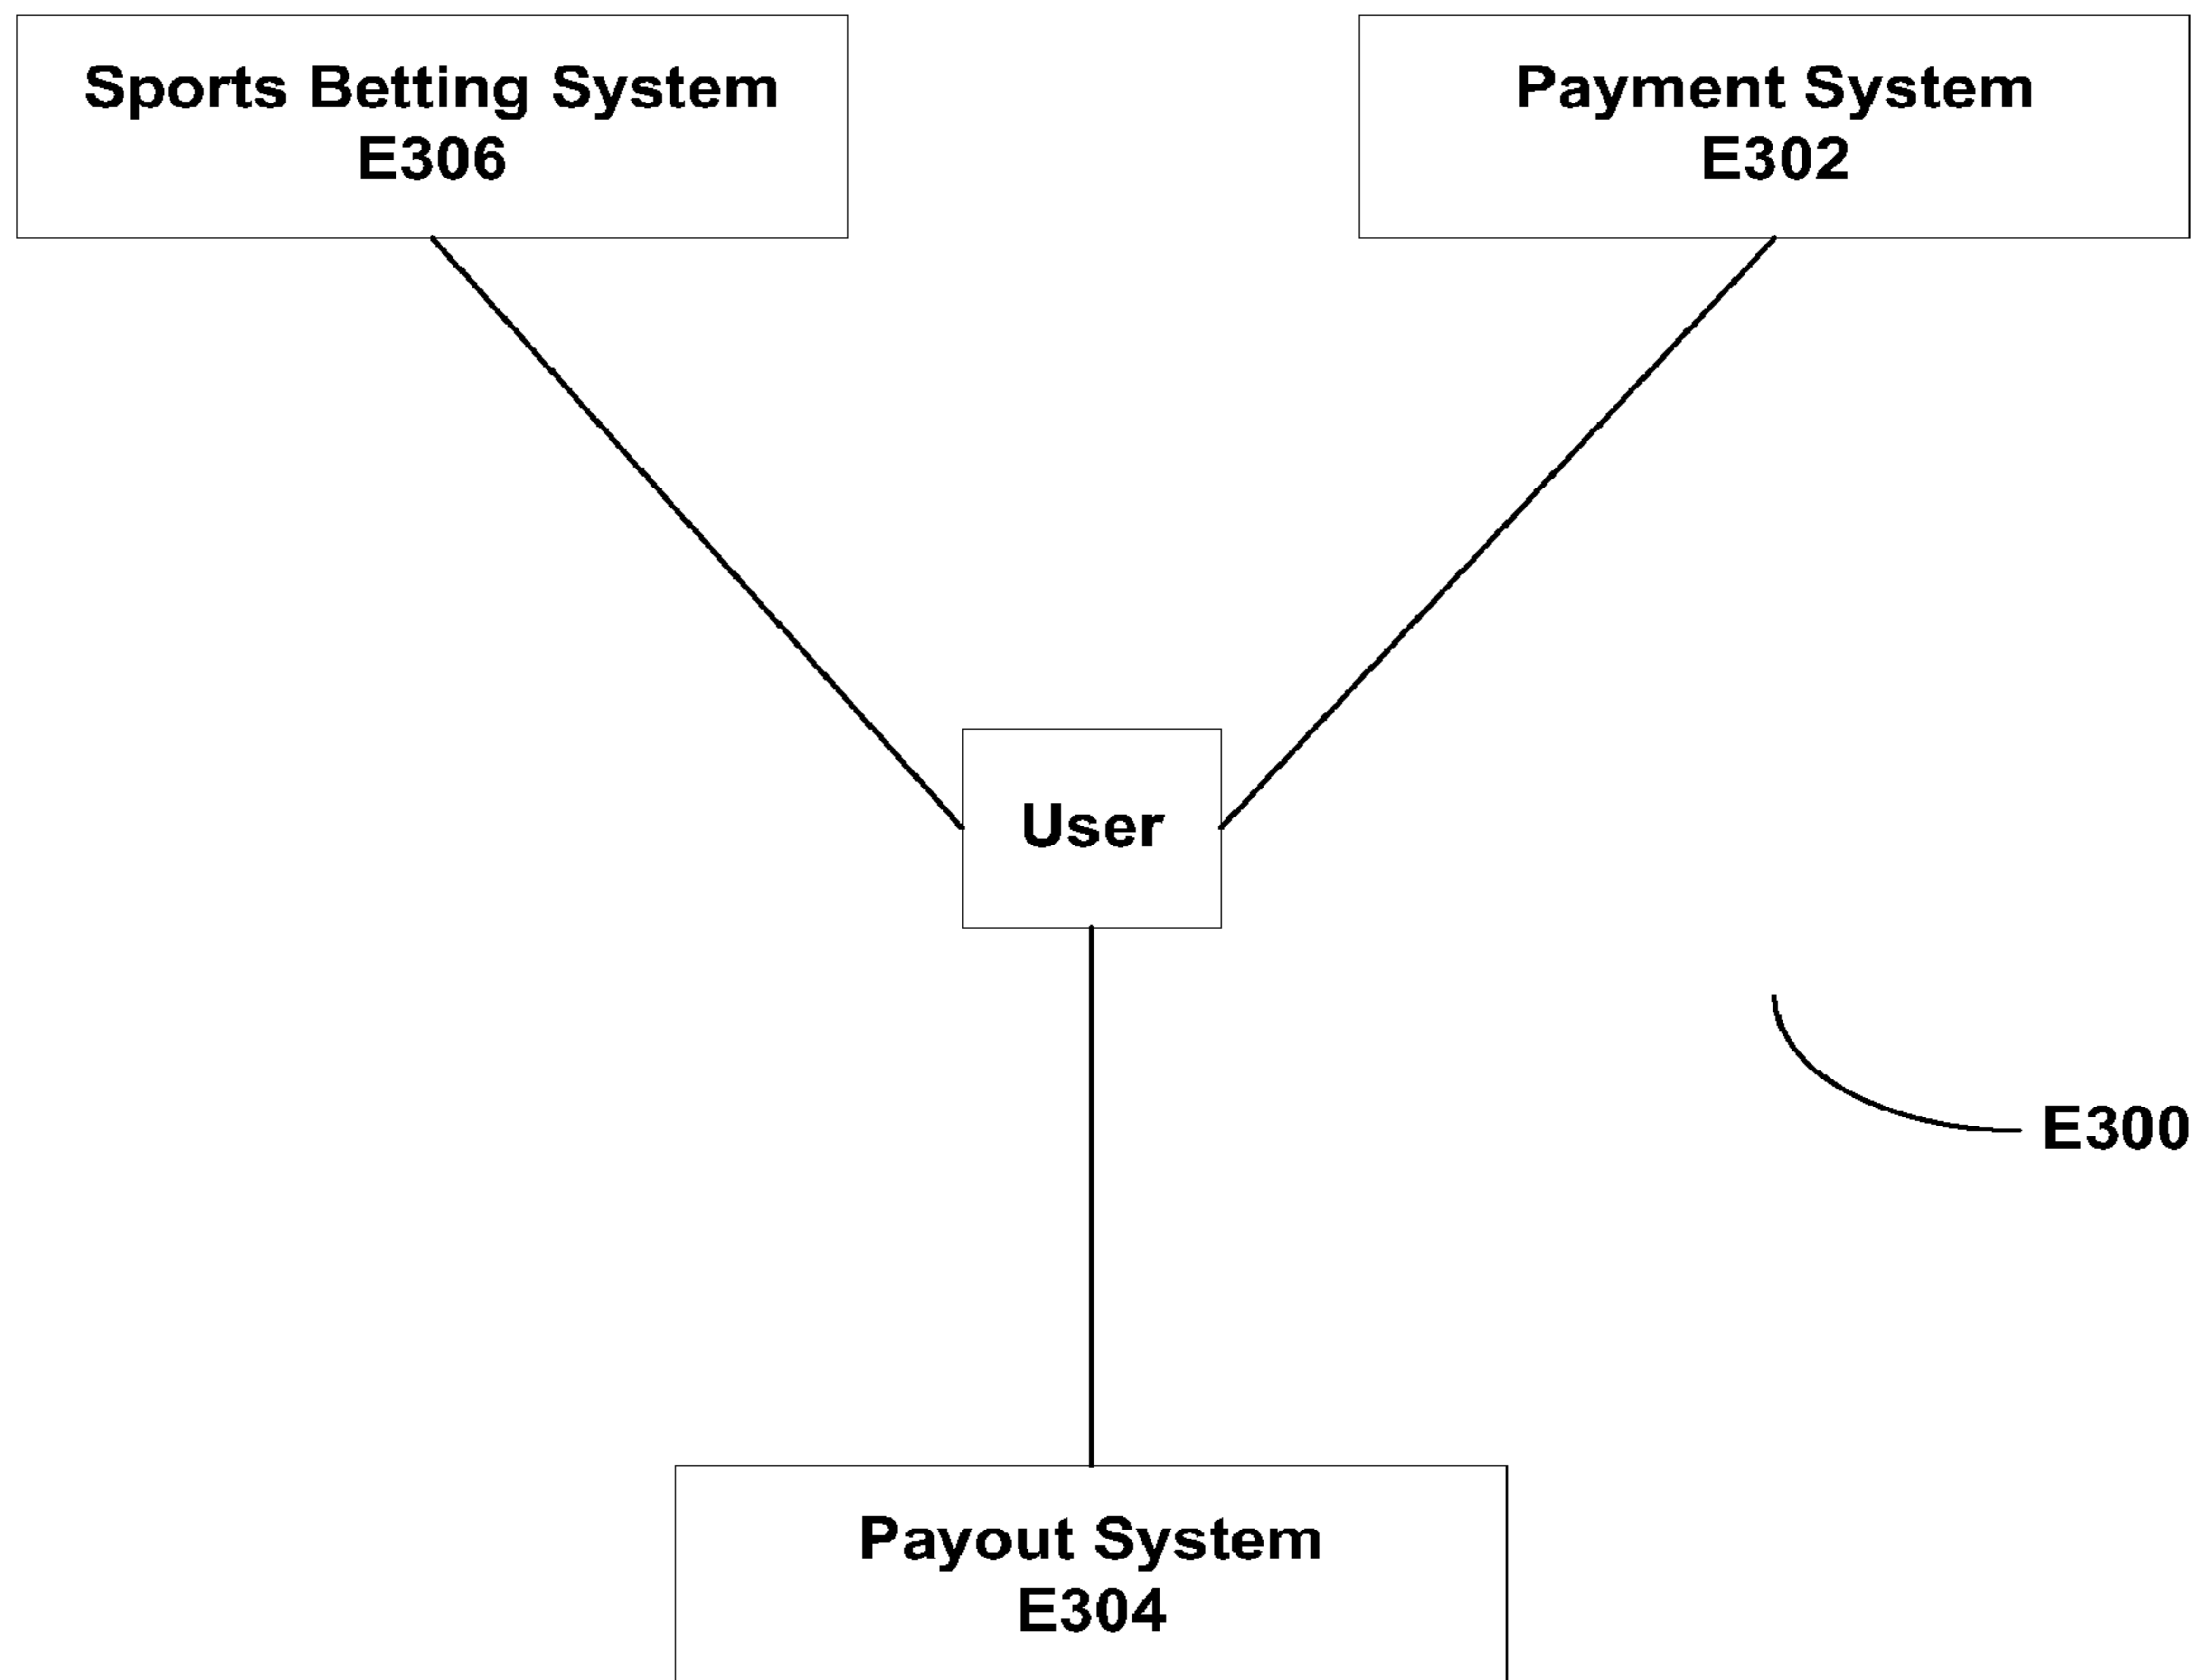 Sports Betting System
E306
Payment System
E302
User
E300
Payout System
E304